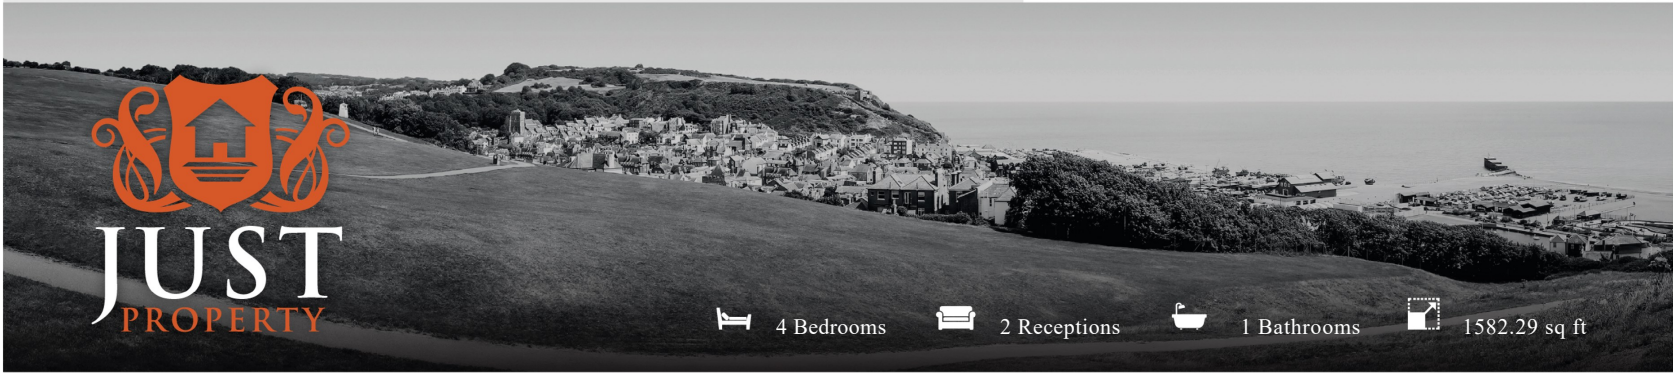 JUST
PROPERTY
4 Bedrooms
2 Receptions
1 Bathrooms
1582.29 sq ft